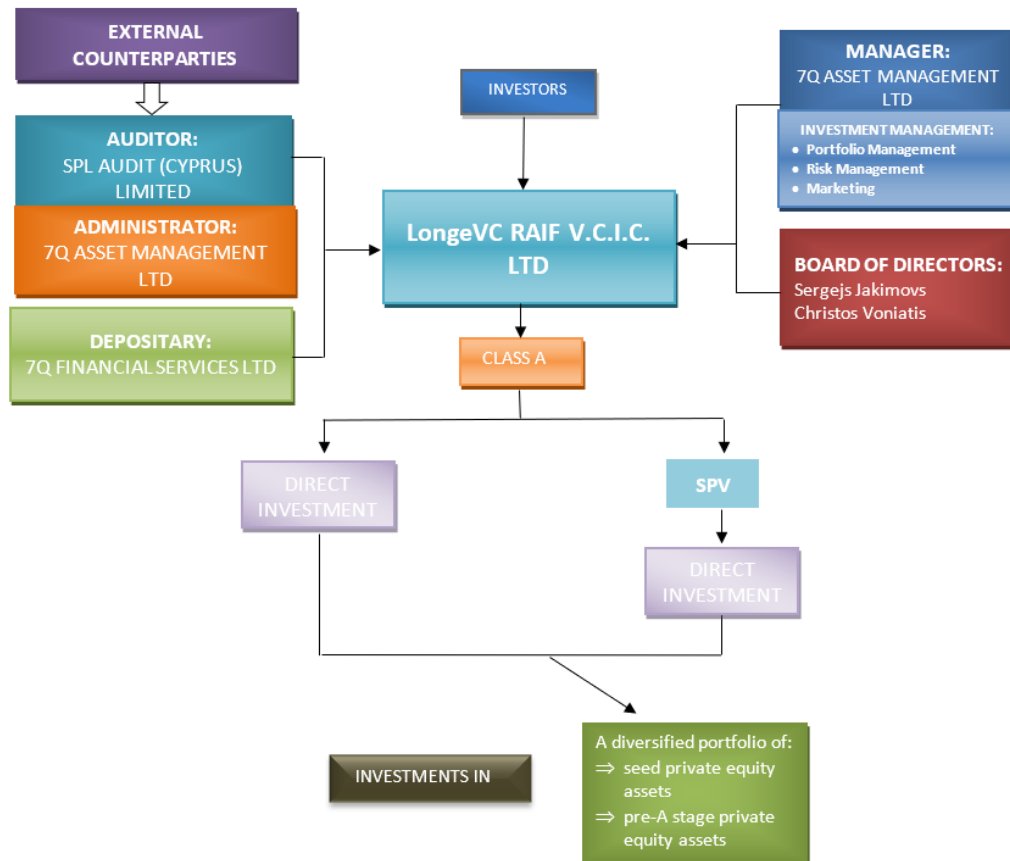 EXTERNAL
COUNTERPARTIES
AUDITOR:
SPL AUDIT (CYPRUS)
LIMITED
ADMINISTRATOR:
7Q ASSET MANAGEMENT
LTD
DEPOSITARY:
7Q FINANCIAL SERVICES LTD
INVESTORS
LongeVC RAIF V.C.I.C.
LTD
CLASS A
MANAGER:
7Q ASSET MANAGEMENT
LTD
INVESTMENT MANAGEMENT:
• Portfolio Management
• Risk Management
• Marketing
BOARD OF DIRECTORS:
Sergejs Jakimovs
Christos Voniatis
DIRECT
INVESTMENT
SPV
DIRECT
INVESTMENT
INVESTMENTS IN
A diversified portfolio of:
⇒ seed private equity
assets
⇒ pre-A stage private
equity assets